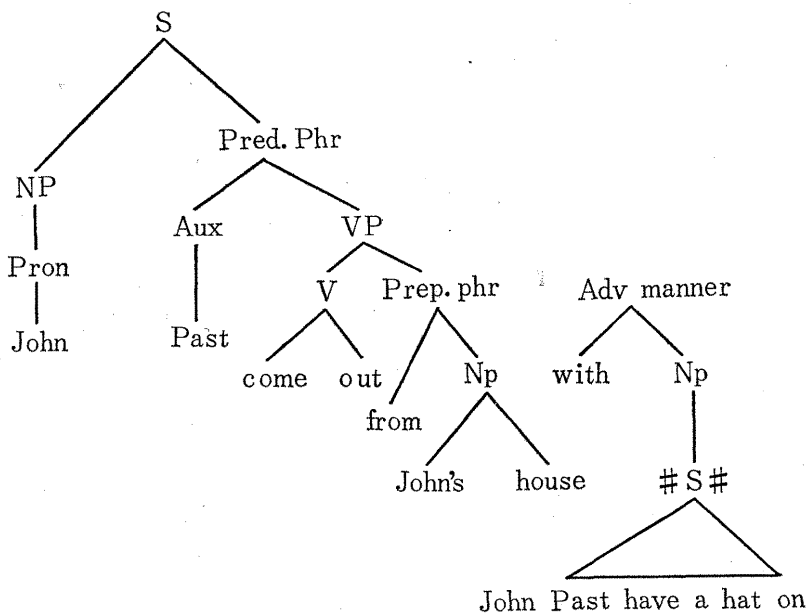 S
Pred. Phr
NP
Aux VP
Pron V Prep. phr Adv manner
John Past
come out Np with Np
from
John's house # S #
John Past have a hat on